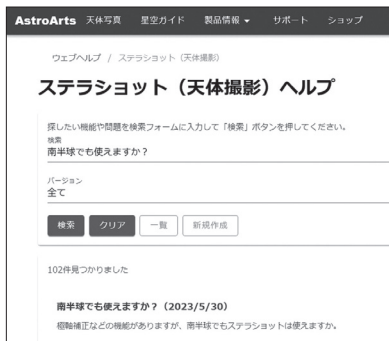 AstroArts 天体写真 星空ガイド 製品情報 ▾ サポート ショップ
ウェブヘルプ / ステラショット（天体撮影）
ステラショット（天体撮影）ヘルプ
探したい機能や問題を検索フォームに入力して「検索」ボタンを押してください。
検索
南半球でも使えますか？
バージョン
全て
検索 クリア 一覧 新規作成
102件見つかりました
南半球でも使えますか？（2023/5/30）
極軸補正などの機能がありますが、南半球でもステラショットは使えますか。